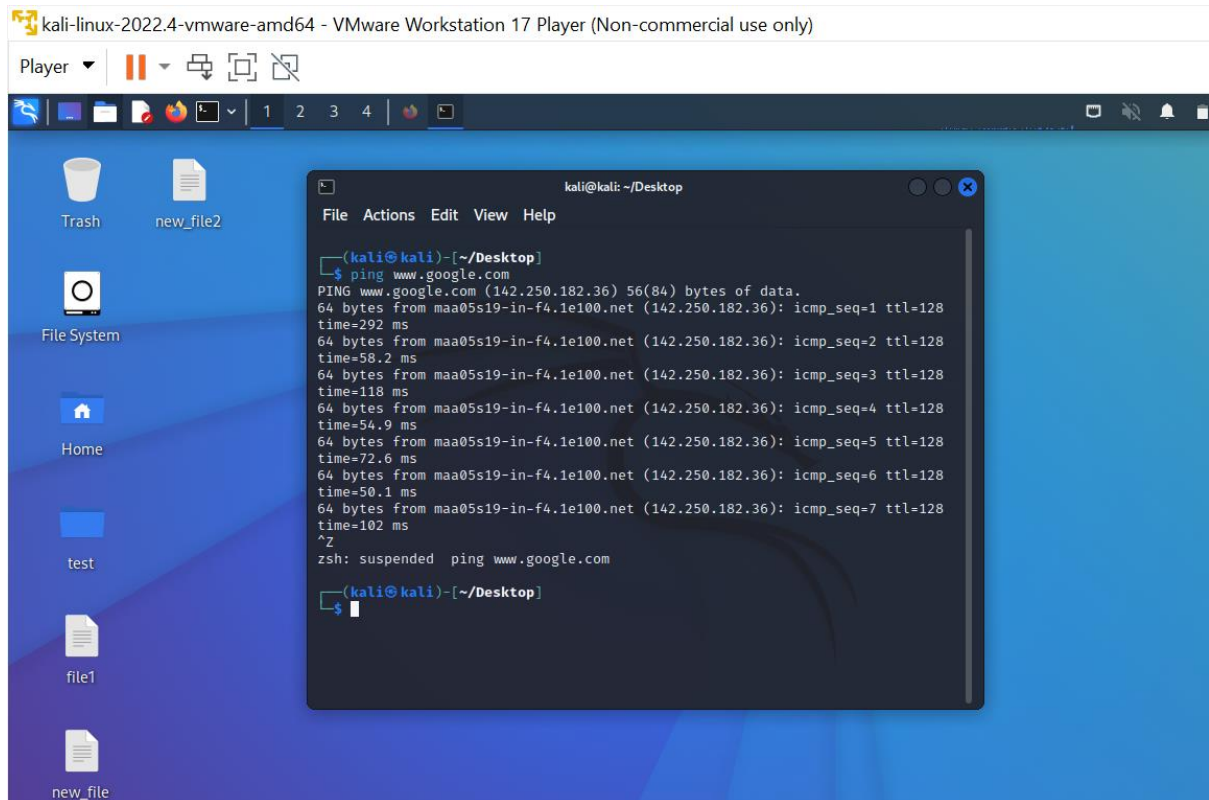 kali-linux-2022.4-vmware-amd64 - VMware Workstation 17 Player (Non-commercial use only)
Player
1 2 3 4
Trash
new_file2
File System
Home
test
file1
new_file
kali@kali: ~/Desktop
File Actions Edit View Help
┌──(kali㉿kali)-[~/Desktop]
└─$ ping www.google.com
PING www.google.com (142.250.182.36) 56(84) bytes of data.
64 bytes from maa05s19-in-f4.1e100.net (142.250.182.36): icmp_seq=1 ttl=128
time=292 ms
64 bytes from maa05s19-in-f4.1e100.net (142.250.182.36): icmp_seq=2 ttl=128
time=58.2 ms
64 bytes from maa05s19-in-f4.1e100.net (142.250.182.36): icmp_seq=3 ttl=128
time=118 ms
64 bytes from maa05s19-in-f4.1e100.net (142.250.182.36): icmp_seq=4 ttl=128
time=54.9 ms
64 bytes from maa05s19-in-f4.1e100.net (142.250.182.36): icmp_seq=5 ttl=128
time=72.6 ms
64 bytes from maa05s19-in-f4.1e100.net (142.250.182.36): icmp_seq=6 ttl=128
time=50.1 ms
64 bytes from maa05s19-in-f4.1e100.net (142.250.182.36): icmp_seq=7 ttl=128
time=102 ms
^Z
zsh: suspended  ping www.google.com
┌──(kali㉿kali)-[~/Desktop]
└─$